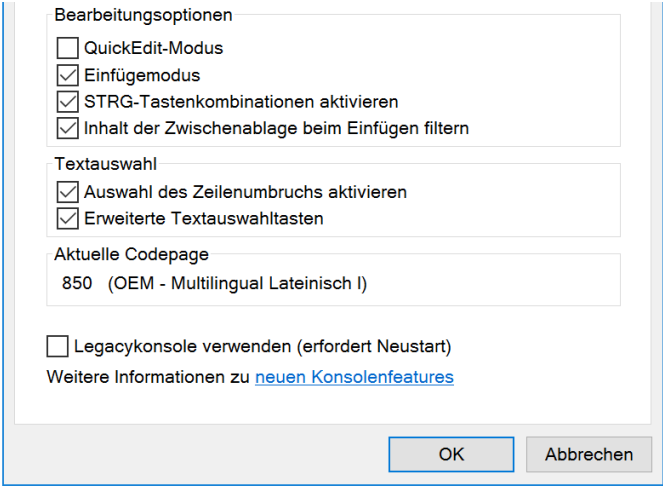 Bearbeitungsoptionen
QuickEdit-Modus
Einfügemodus
STRG-Tastenkombinationen aktivieren
Inhalt der Zwischenablage beim Einfügen filtern
Textauswahl
Auswahl des Zeilenumbruchs aktivieren
Erweiterte Textauswahltasten
Aktuelle Codepage
850 (OEM - Multilingual Lateinisch I)
Legacykonsole verwenden (erfordert Neustart)
Weitere Informationen zu neuen Konsolenfeatures
OK Abbrechen